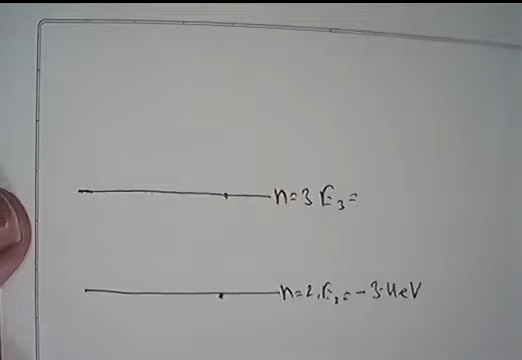 n=3 E₃=
n=2, E₂=-3.4eV